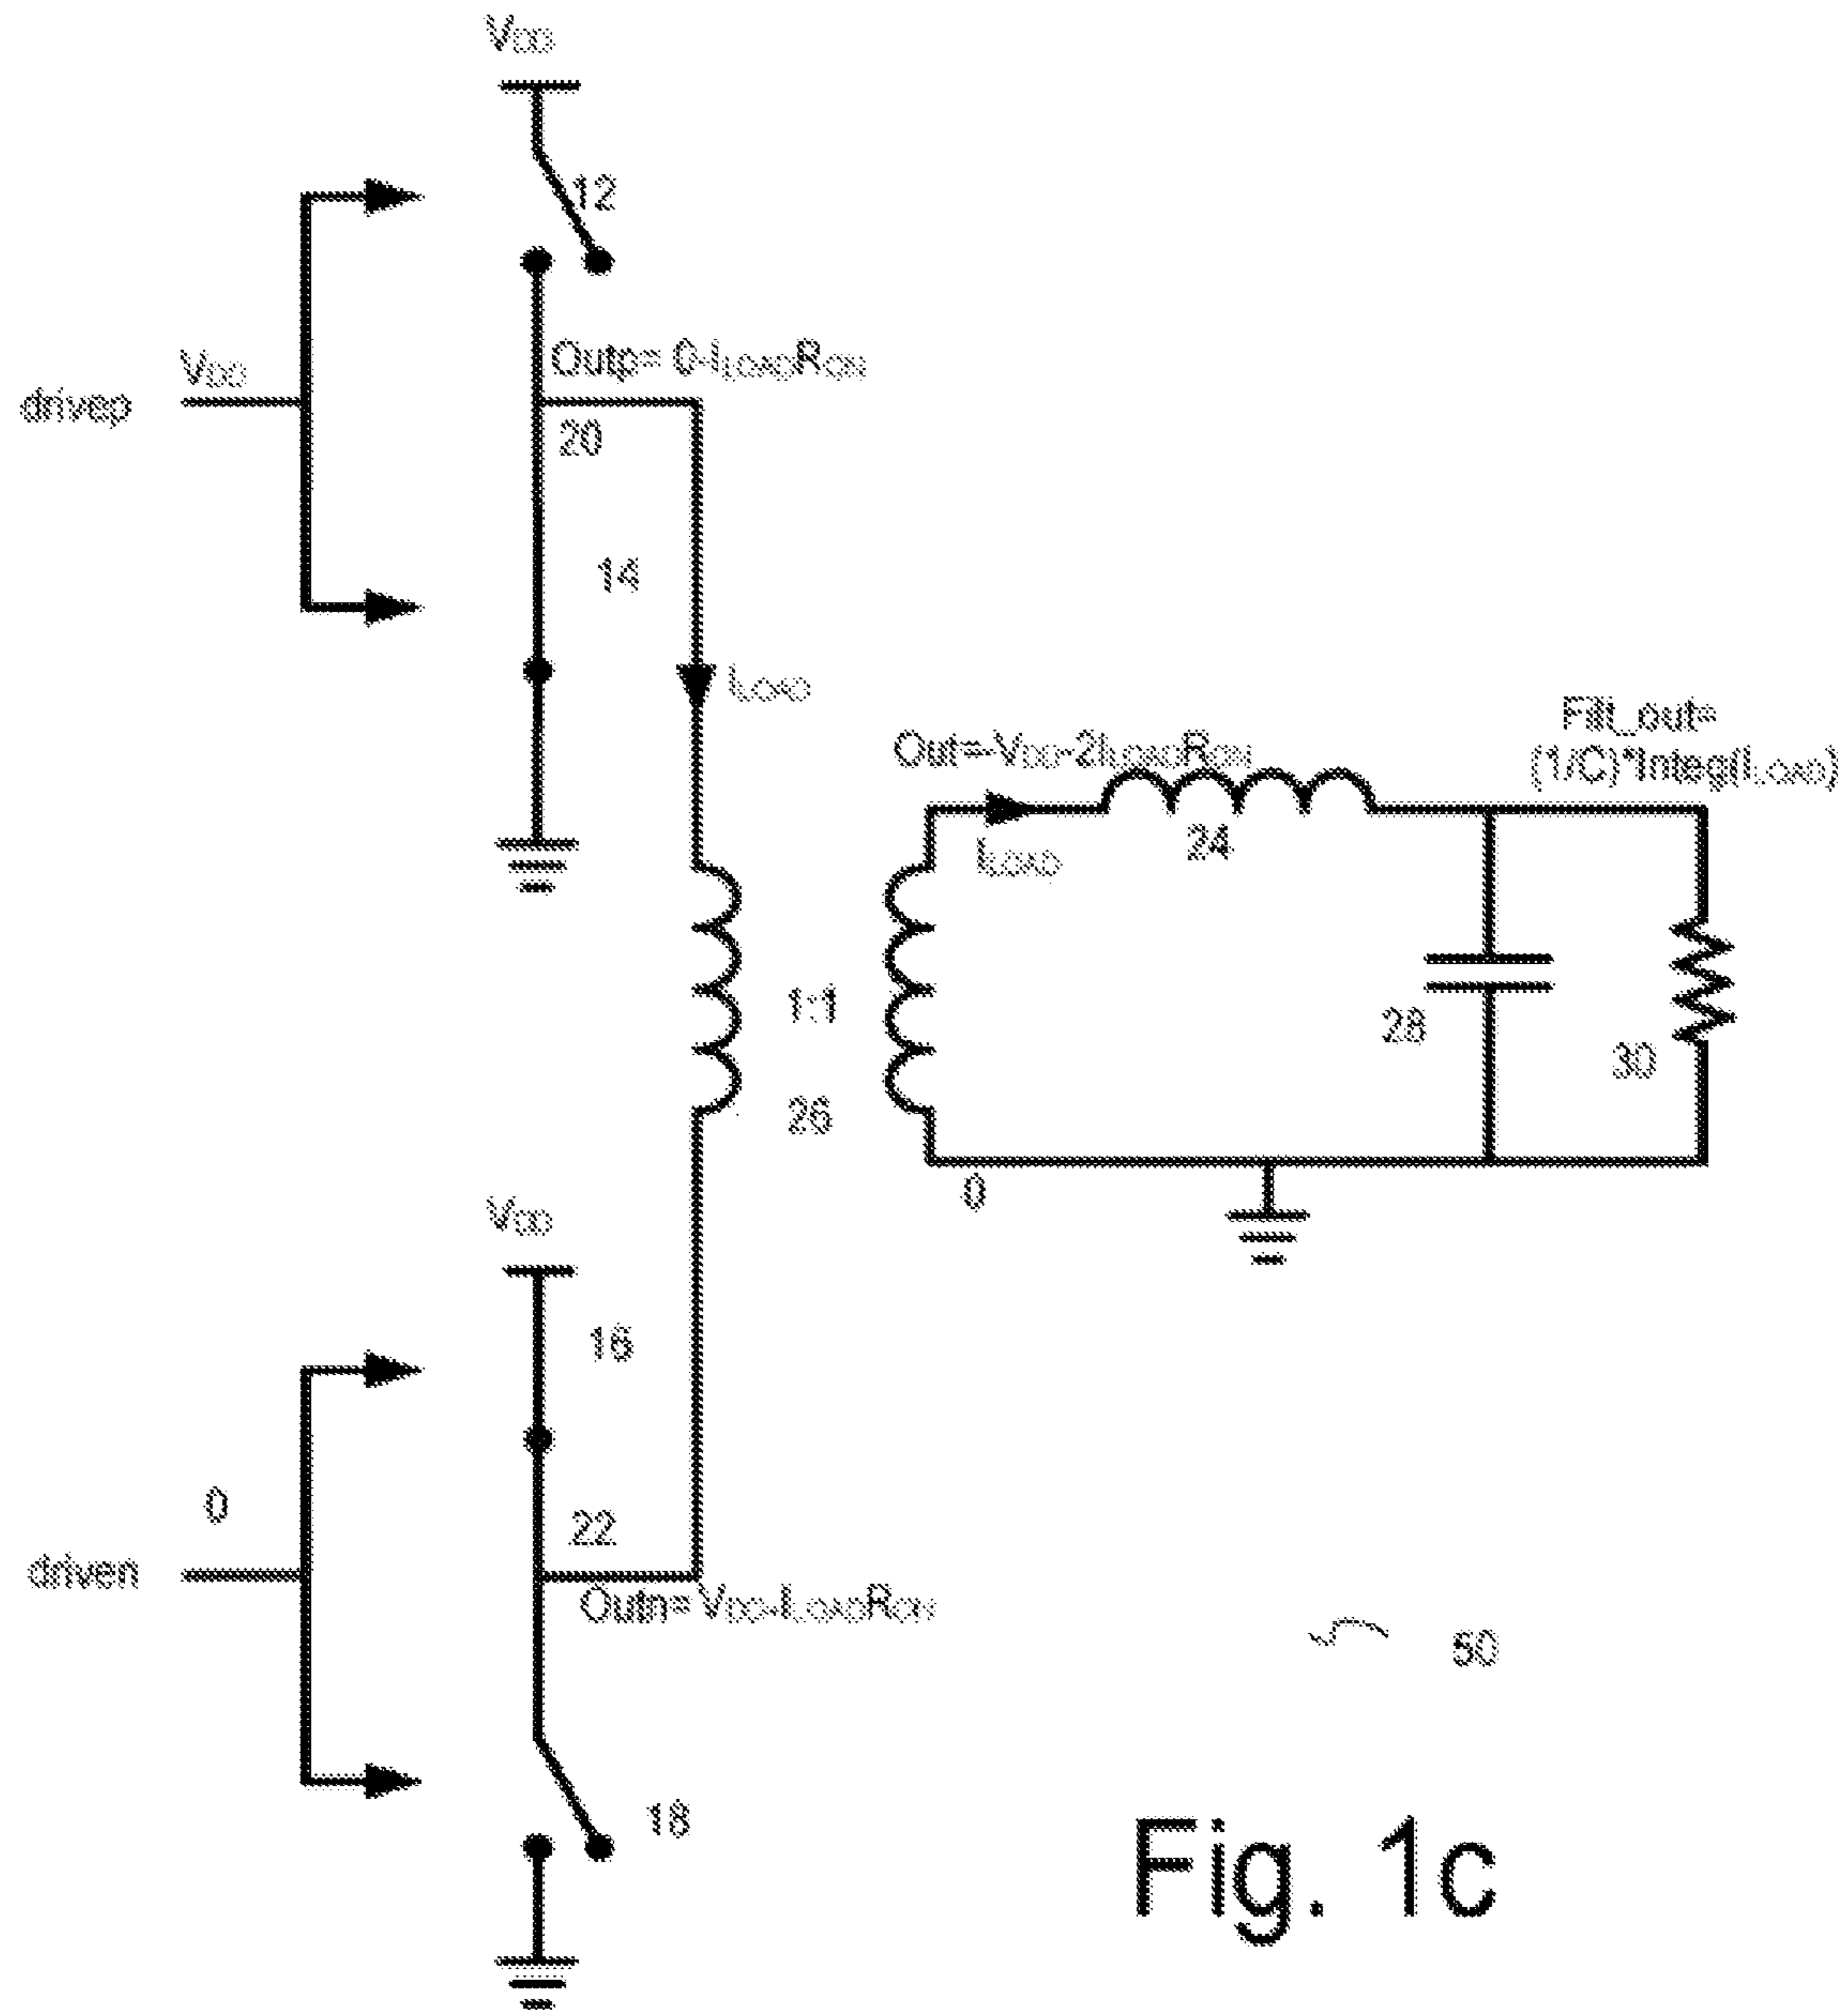 VDD
12
Outp= 0-ILOADRON
VDD
drivep
20
14
ILOAD
Out=-VDD-2ILOADRON
Filt_out=
(1/C)*Integ(ILOAD)
24
ILOAD
1:1
28
30
26
0
VDD
16
0
22
driven
Outn= VDD-ILOADRON
50
18
Fig. 1c